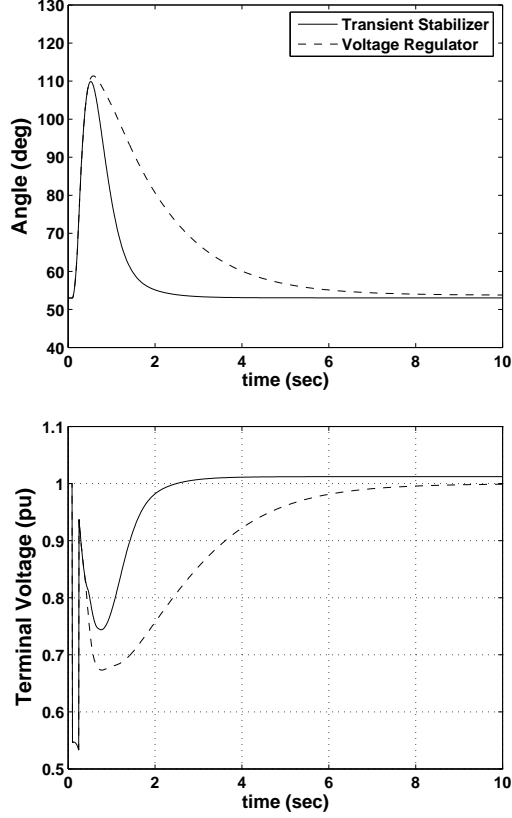 130
120
110
100
90
80
70
60
50
40
Angle (deg)
Transient Stabilizer
Voltage Regulator
0 2 4 6 8 10
time (sec)
1.1
1
0.9
0.8
0.7
0.6
0.5
Terminal Voltage (pu)
0 2 4 6 8 10
time (sec)